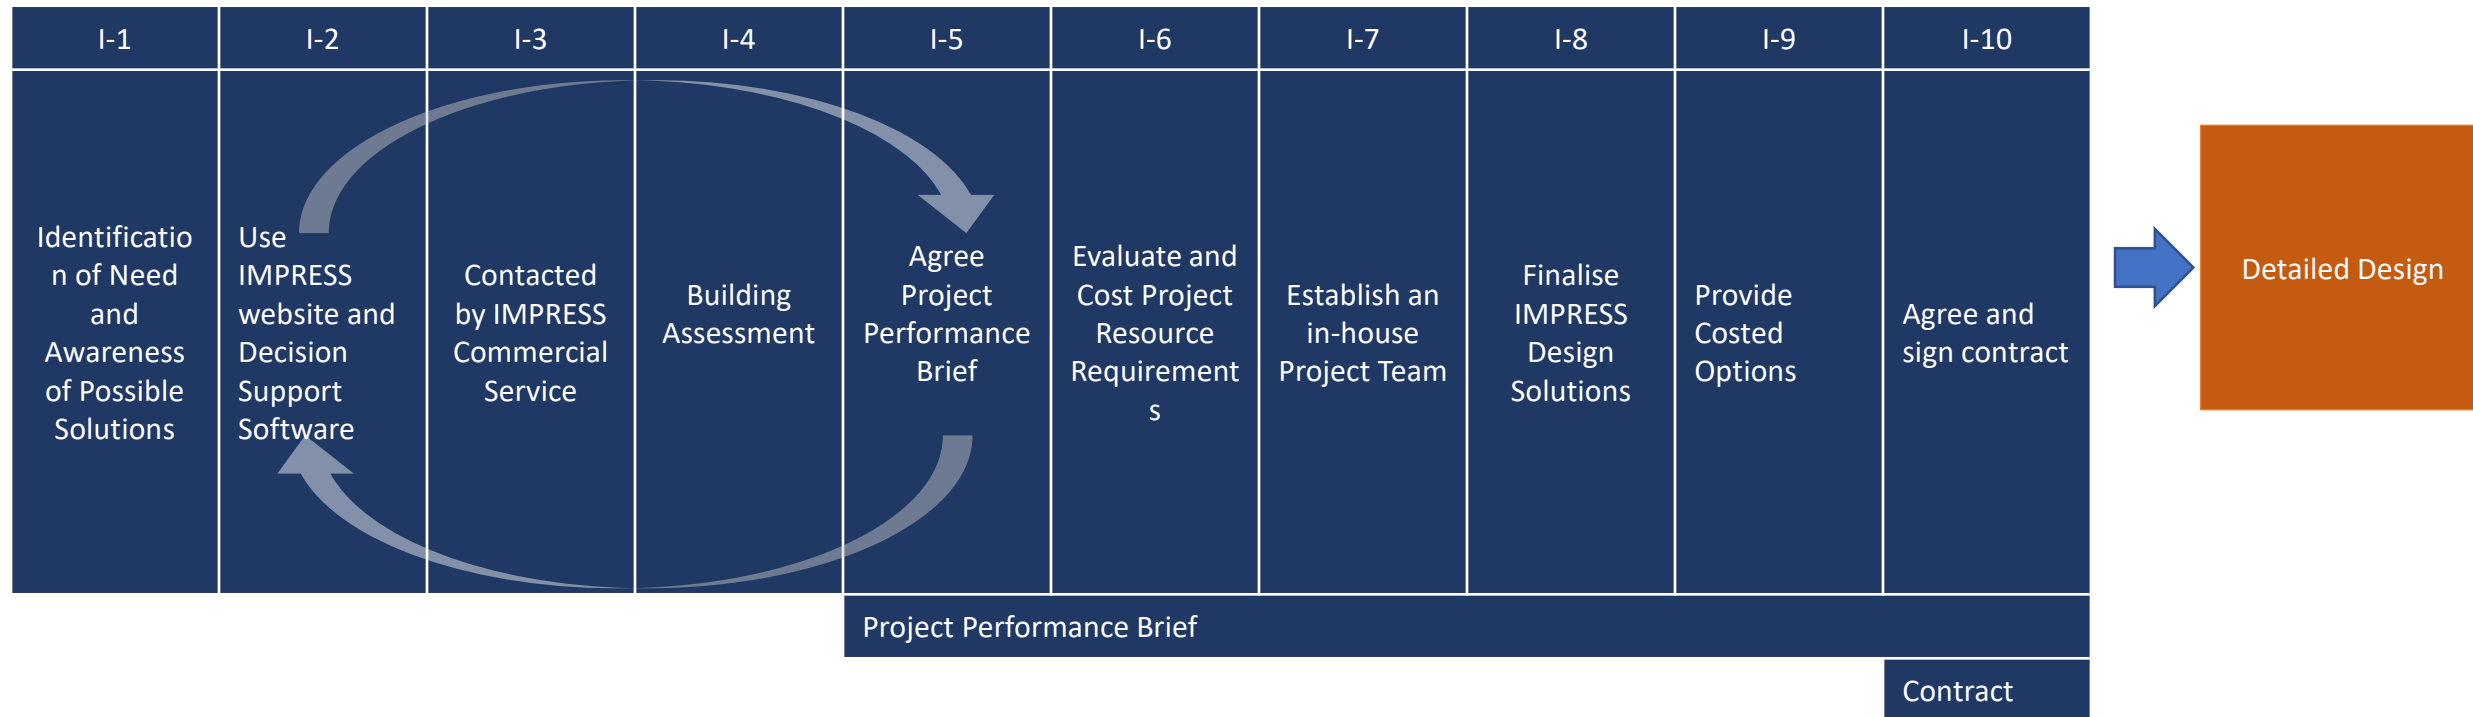 I-1
I-2
I-3
I-4
I-5
I-6
I-7
I-8
I-9
I-10
Identificatio
n of Need
and
Awareness
of Possible
Solutions
Use
IMPRESS
website and
Decision
Support
Software
Contacted
by IMPRESS
Commercial
Service
Building
Assessment
Agree
Project
Performance
Brief
Evaluate and
Cost Project
Resource
Requirement
s
Establish an
in-house
Project Team
Finalise
IMPRESS
Design
Solutions
Provide
Costed
Options
Agree and
sign contract
Detailed Design
Project Performance Brief
Contract